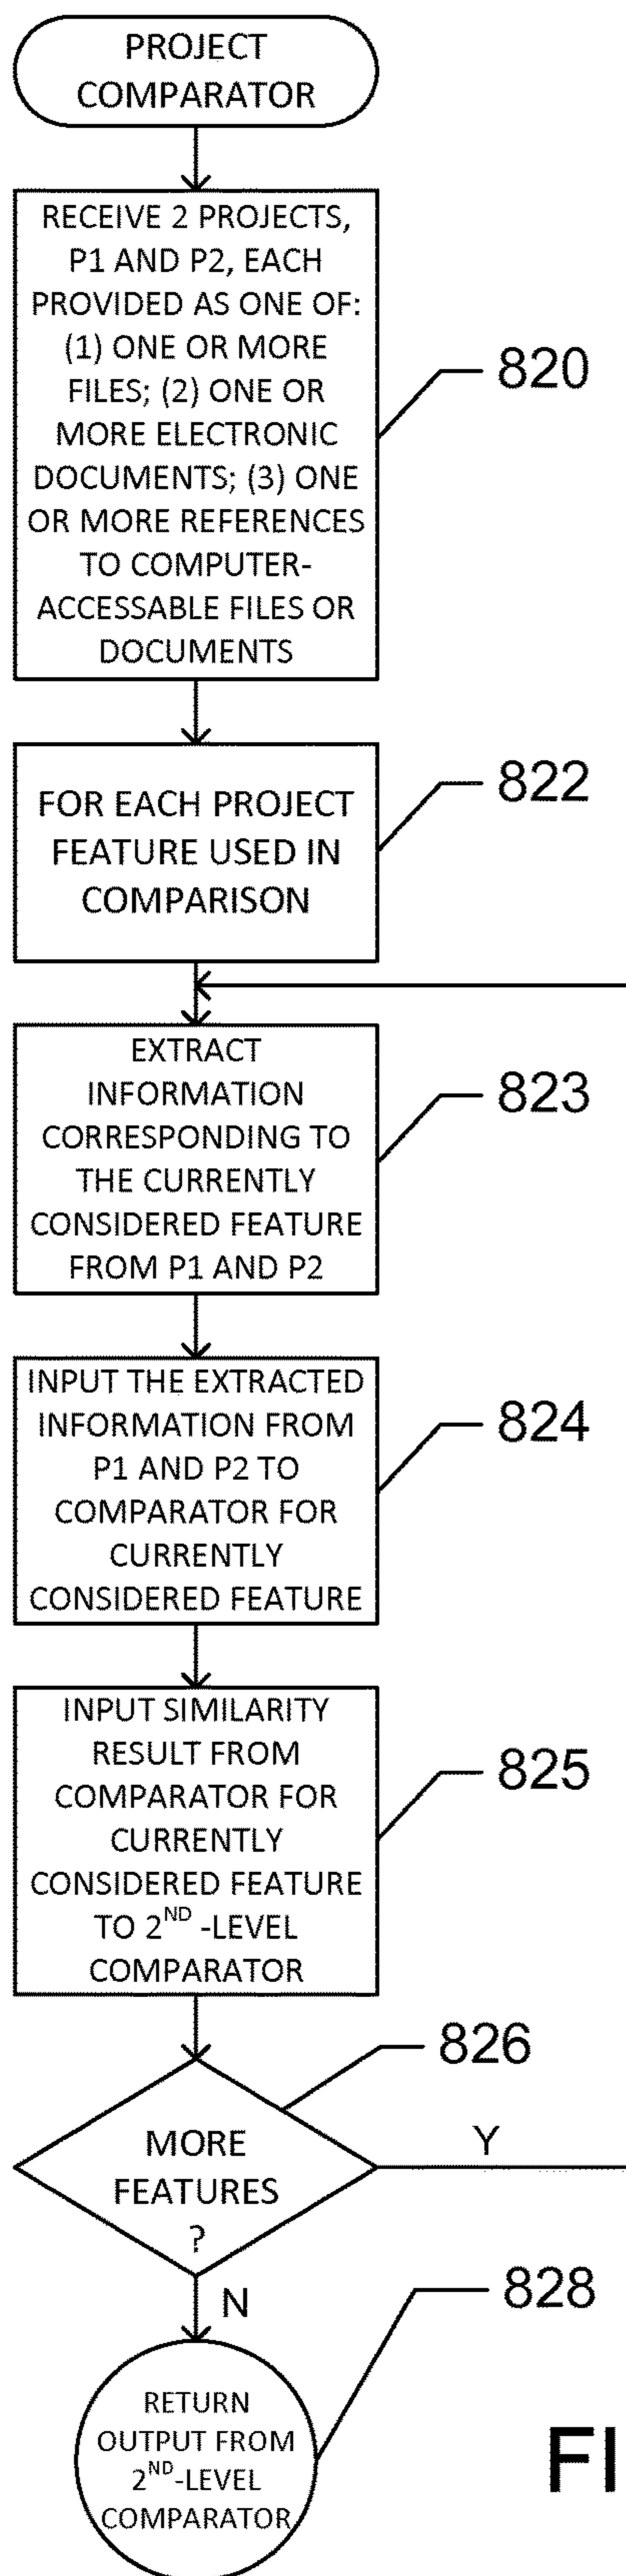 PROJECT
COMPARATOR
RECEIVE 2 PROJECTS,
P1 AND P2, EACH
PROVIDED AS ONE OF:
(1) ONE OR MORE
FILES; (2) ONE OR
MORE ELECTRONIC
DOCUMENTS; (3) ONE
OR MORE REFERENCES
TO COMPUTER-
ACCESSABLE FILES OR
DOCUMENTS
820
FOR EACH PROJECT
FEATURE USED IN
COMPARISON
822
EXTRACT
INFORMATION
CORRESPONDING TO
THE CURRENTLY
CONSIDERED FEATURE
FROM P1 AND P2
823
INPUT THE EXTRACTED
INFORMATION FROM
P1 AND P2 TO
COMPARATOR FOR
CURRENTLY
CONSIDERED FEATURE
824
INPUT SIMILARITY
RESULT FROM
COMPARATOR FOR
CURRENTLY
CONSIDERED FEATURE
TO 2ND -LEVEL
COMPARATOR
825
MORE
FEATURES
?
826
Y
N
RETURN
OUTPUT FROM
2ND-LEVEL
COMPARATOR
828
FI